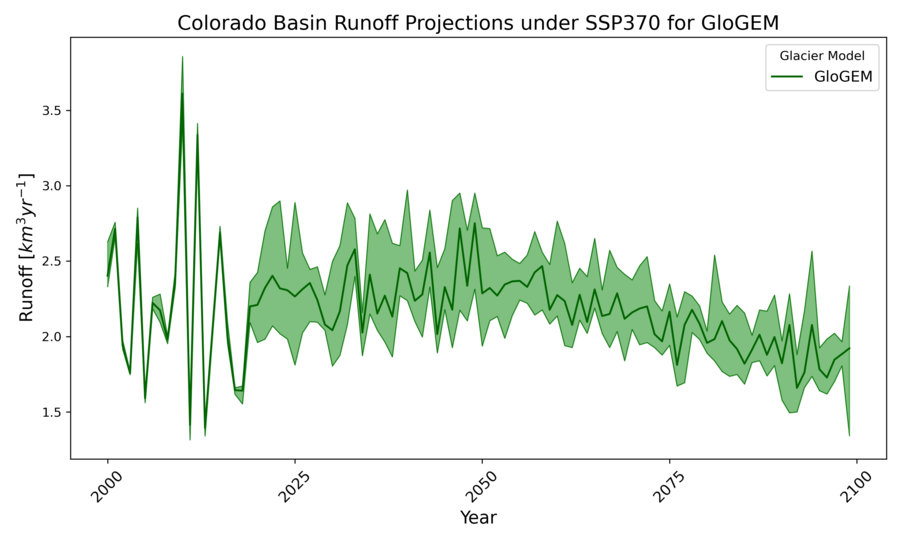 Colorado Basin Runoff Projections under SSP370 for GloGEM
Glacier Model
GloGEM
3.5
3.0
2.5
2.0
1.5
Runoff [km³yr⁻¹]
2000
2025
2050
2075
2100
Year